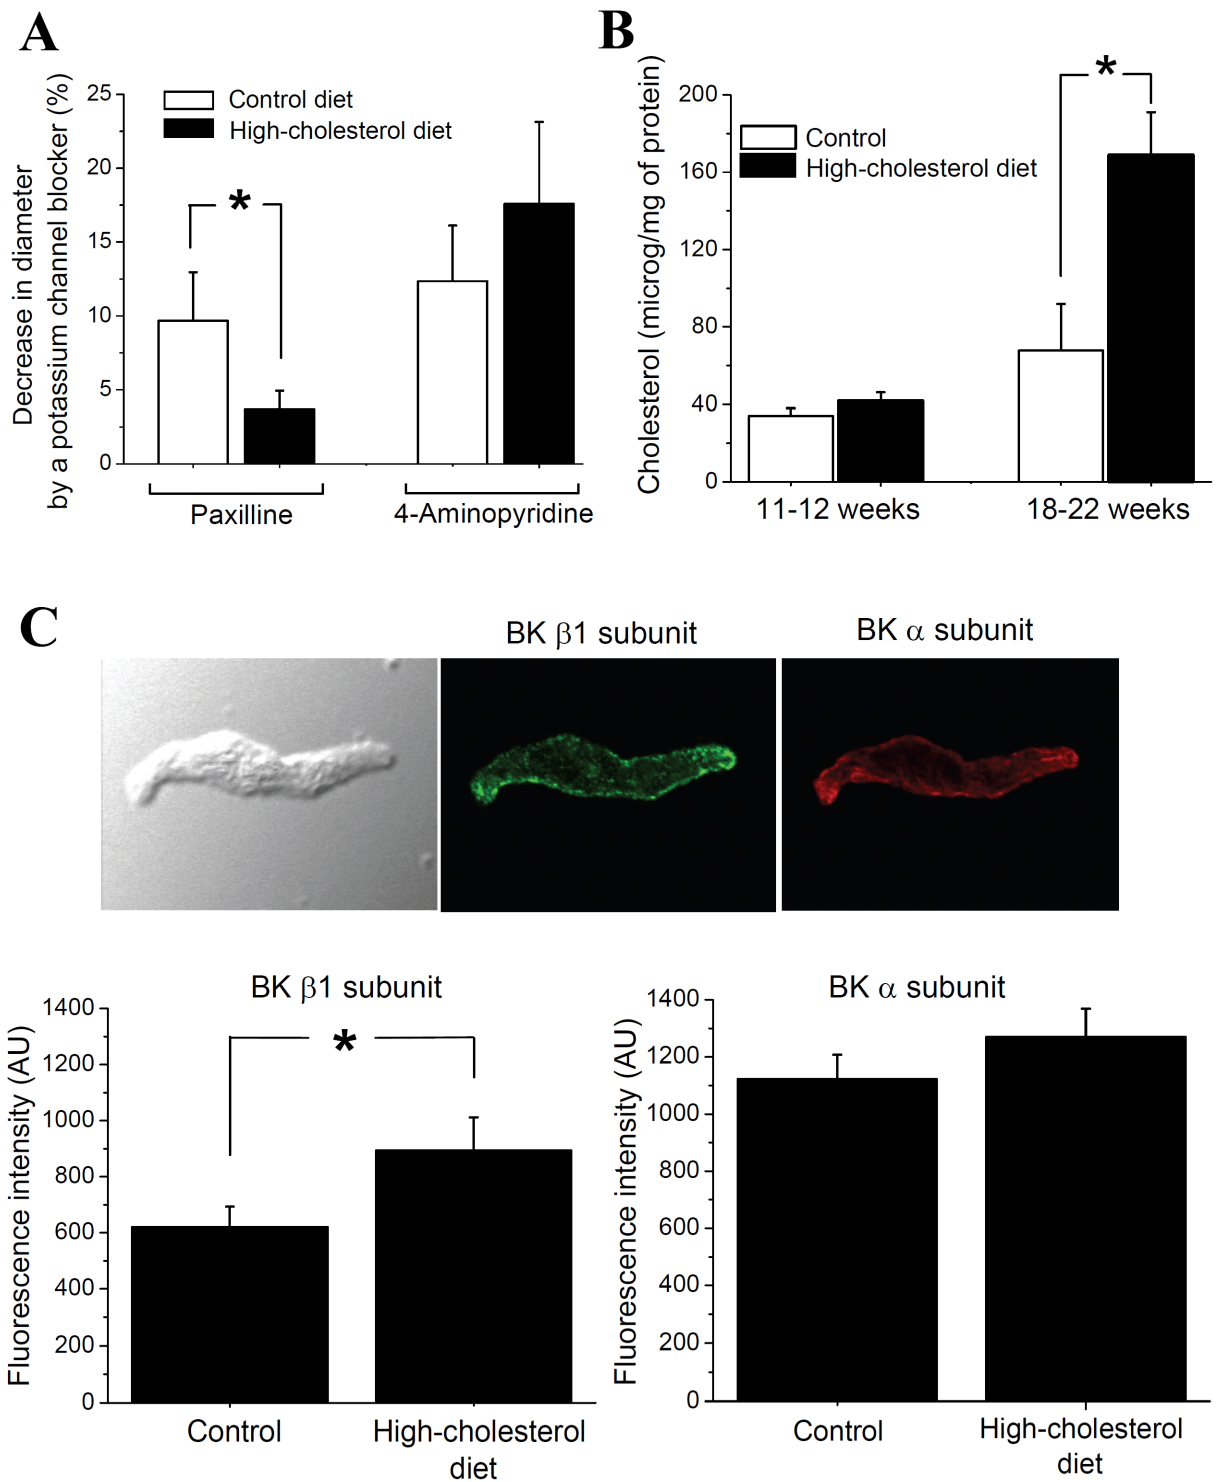 A
Decrease in diameter
by a potassium channel blocker (%)
25
20
15
10
5
0
Control diet
High-cholesterol diet
*
Paxilline
4-Aminopyridine
B
Cholesterol (microg/mg of protein)
200
160
120
80
40
0
Control
High-cholesterol diet
*
11-12 weeks
18-22 weeks
C
BK β1 subunit
BK α subunit
BK β1 subunit
Fluorescence intensity (AU)
1400
1200
1000
800
600
400
200
0
*
Control
High-cholesterol
diet
BK α subunit
Fluorescence intensity (AU)
1400
1200
1000
800
600
400
200
0
Control
High-cholesterol
diet